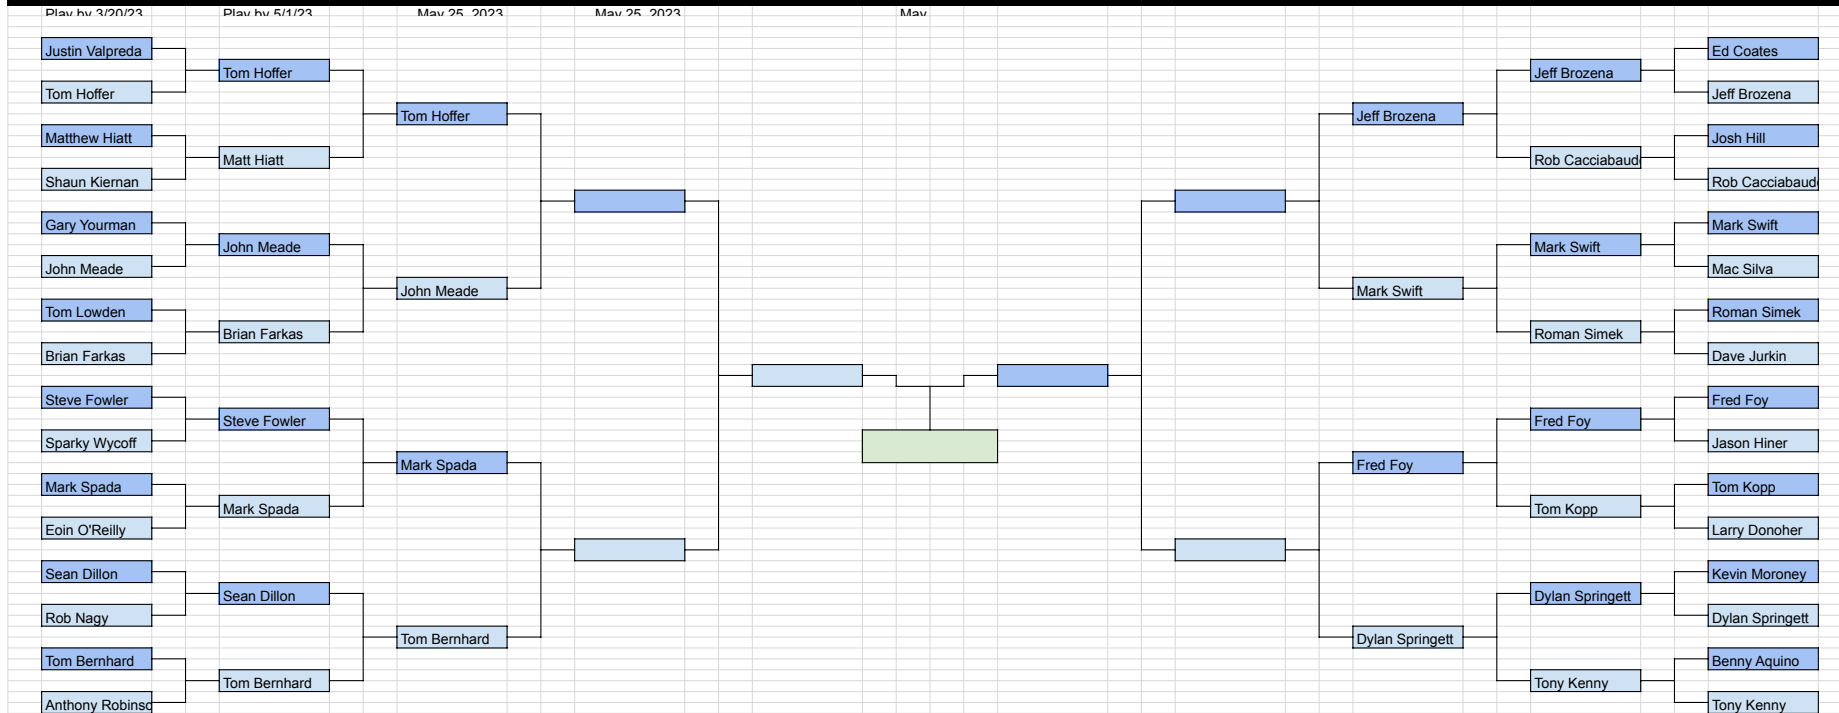 Play by 3/20/23 Play by 5/1/23 May 25, 2023 May 25, 2023 May
Justin Valpreda
Ed Coates
Tom Hoffer
Jeff Brozena
Tom Hoffer
Jeff Brozena
Tom Hoffer
Jeff Brozena
Matthew Hiatt
Josh Hill
Matt Hiatt
Rob Cacciabaud
Shaun Kiernan
Rob Cacciabaud
Gary Yourman
Mark Swift
John Meade
Mark Swift
John Meade
Mac Silva
John Meade
Mark Swift
Tom Lowden
Roman Simek
Brian Farkas
Roman Simek
Brian Farkas
Dave Jurkin
Steve Fowler
Fred Foy
Steve Fowler
Fred Foy
Sparky Wycoff
Jason Hiner
Mark Spada
Fred Foy
Mark Spada
Tom Kopp
Mark Spada
Tom Kopp
Eoin O'Reilly
Larry Donoher
Sean Dillon
Kevin Moroney
Sean Dillon
Dylan Springett
Rob Nagy
Dylan Springett
Tom Bernhard
Dylan Springett
Tom Bernhard
Benny Aquino
Tom Bernhard
Tony Kenny
Anthony Robinso
Tony Kenny